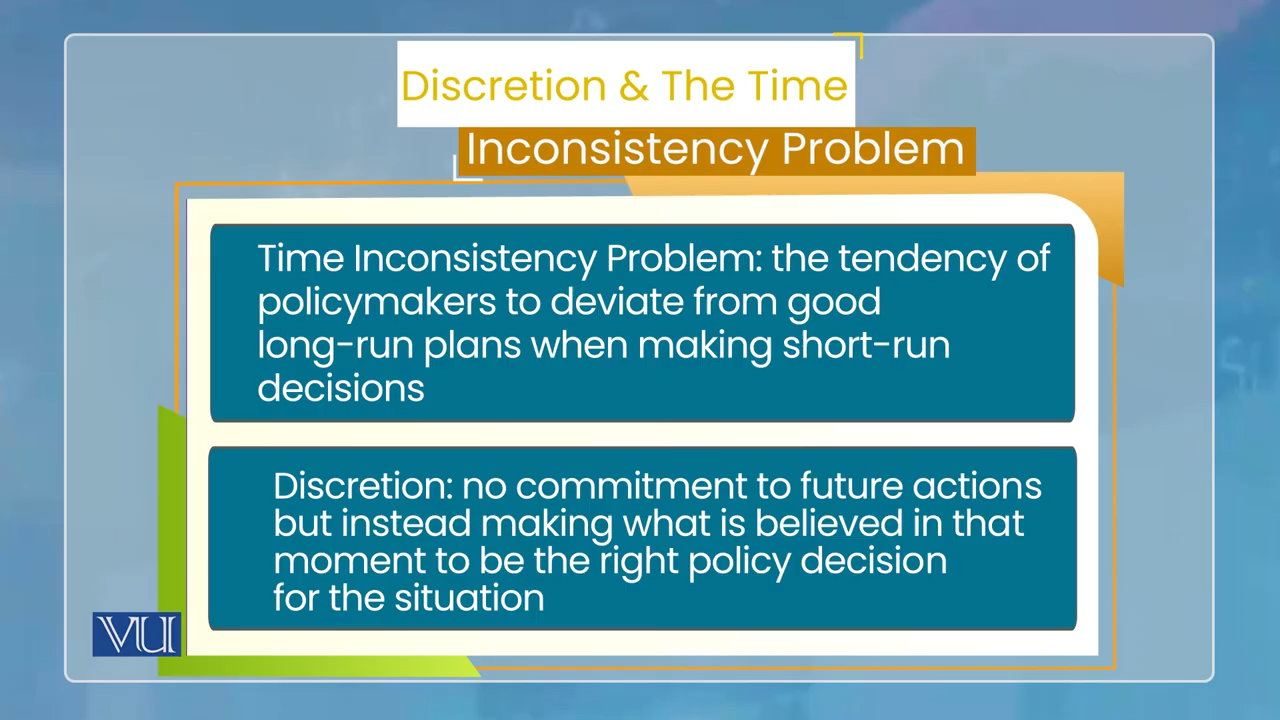 Discretion & The Time
Inconsistency Problem
Time Inconsistency Problem: the tendency of
policymakers to deviate from good
long-run plans when making short-run
decisions
Discretion: no commitment to future actions
but instead making what is believed in that
moment to be the right policy decision
for the situation
VU